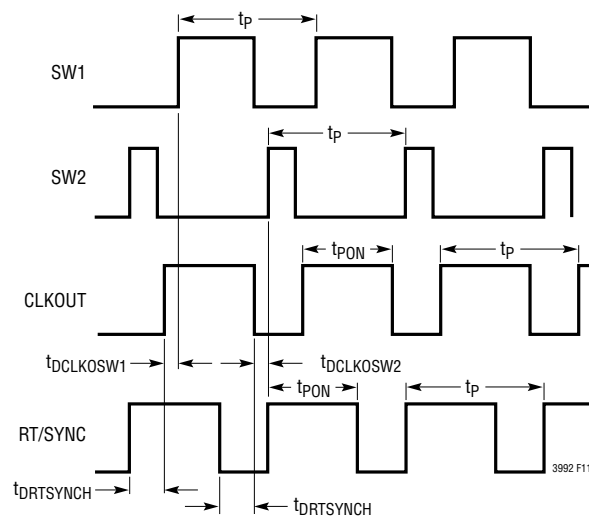 tP
SW1
tP
SW2
tPON
tP
CLKOUT
tDCLKOSW1
tDCLKOSW2
tPON
tP
RT/SYNC
3992 F11
tDRTSYNCH
tDRTSYNCH